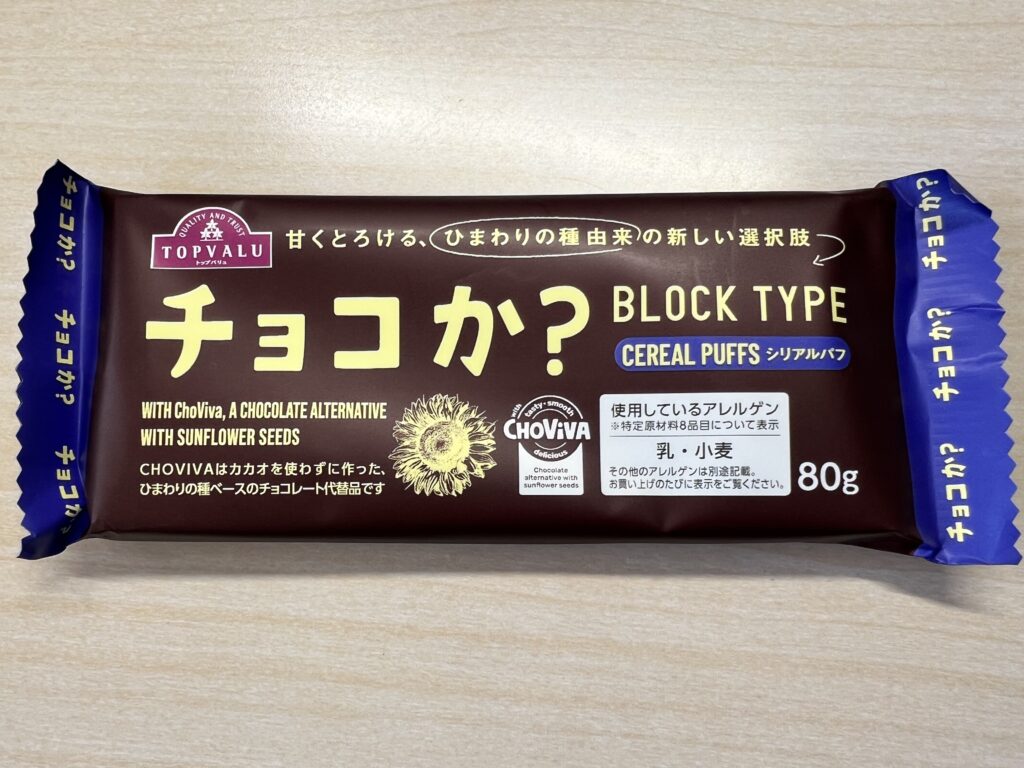 QUALITY AND TRUST
TOPVALU
トップバリュ
甘くとろける、ひまわりの種由来の新しい選択肢
チョコか?
BLOCK TYPE
CEREAL PUFFS シリアルパフ
WITH ChoViva, A CHOCOLATE ALTERNATIVE
WITH SUNFLOWER SEEDS
CHOVIVAはカカオを使わずに作った、
ひまわりの種ベースのチョコレート代替品です
with
tasty・smooth
CHOViVA
delicious
Chocolate
alternative with
sunflower seeds
使用しているアレルゲン
※特定原材料8品目について表示
乳・小麦
その他のアレルゲンは別途記載。
お買い上げのたびに表示をご覧ください。
80g
チョコか?
チョコか?
チョコか?
チョコか?
チョコか?
チョコか?